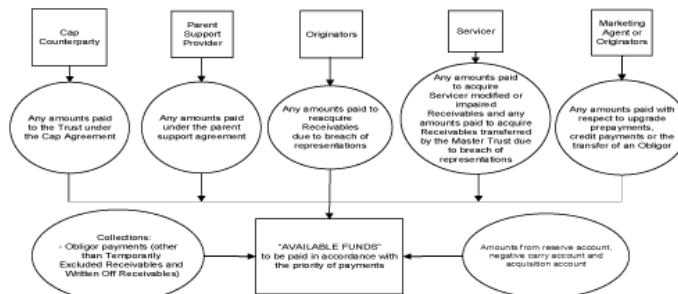 Cap
Counterparty
Parent
Support
Provider
Originators
Servicer
Marketing
Agent or
Originators
Any amounts paid
to the Trust under
the Cap Agreement
Any amounts paid
under the parent
support agreement
Any amounts paid to
reacquire
Receivables
due to breach of
representations
Any amounts paid
to acquire
Servicer modified or
impaired
Receivables and any
amounts paid to acquire
Receivables transferred
by the Master Trust due
to breach of
representations
Any amounts paid with
respect to upgrade
prepayments,
credit payments or the
transfer of an Obligor
Collections:
- Obligor payments (other
than Temporarily
Excluded Receivables and
Written Off Receivables)
"AVAILABLE FUNDS"
to be paid in accordance with
the priority of payments
Amounts from reserve account,
negative carry account and
acquisition account